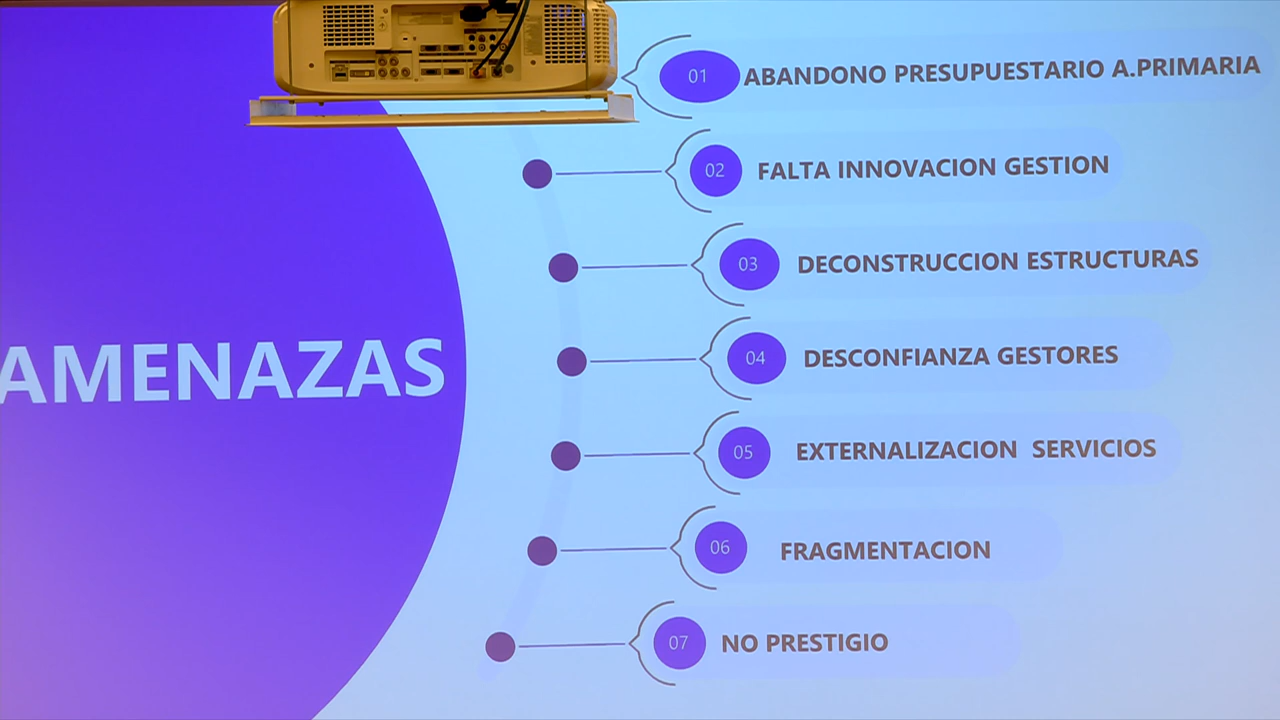 AMENAZAS
01 ABANDONO PRESUPUESTARIO A.PRIMARIA
02 FALTA INNOVACION GESTION
03 DECONSTRUCCION ESTRUCTURAS
04 DESCONFIANZA GESTORES
05 EXTERNALIZACION SERVICIOS
06 FRAGMENTACION
07 NO PRESTIGIO